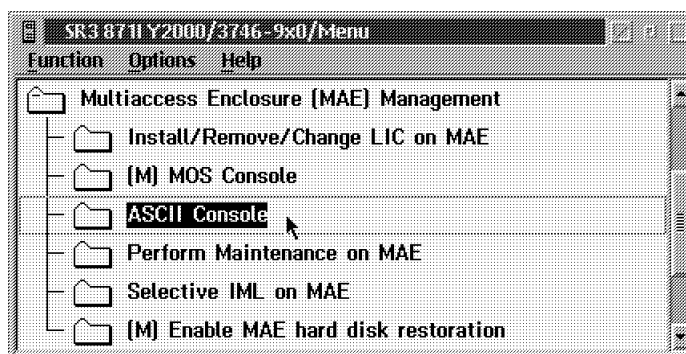 SR3 871I Y2000/3746-9x0/Menu
Function Options Help
Multiaccess Enclosure (MAE) Management
Install/Remove/Change LIC on MAE
(M) MOS Console
ASCII Console
Perform Maintenance on MAE
Selective IML on MAE
(M) Enable MAE hard disk restoration